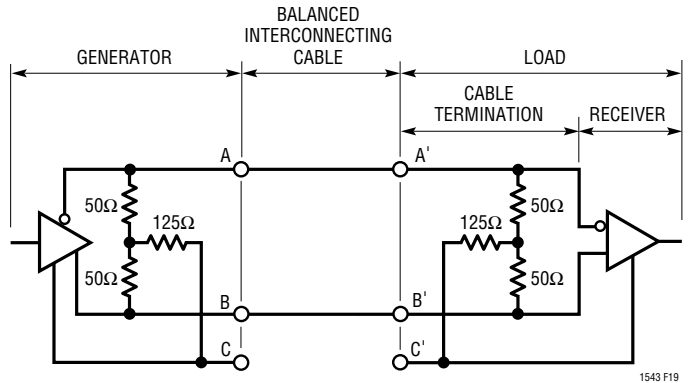 BALANCED
INTERCONNECTING
CABLE
GENERATOR
LOAD
CABLE
TERMINATION
RECEIVER
A
A'
50Ω
125Ω
50Ω
125Ω
50Ω
50Ω
B
B'
C
C'
1543 F19